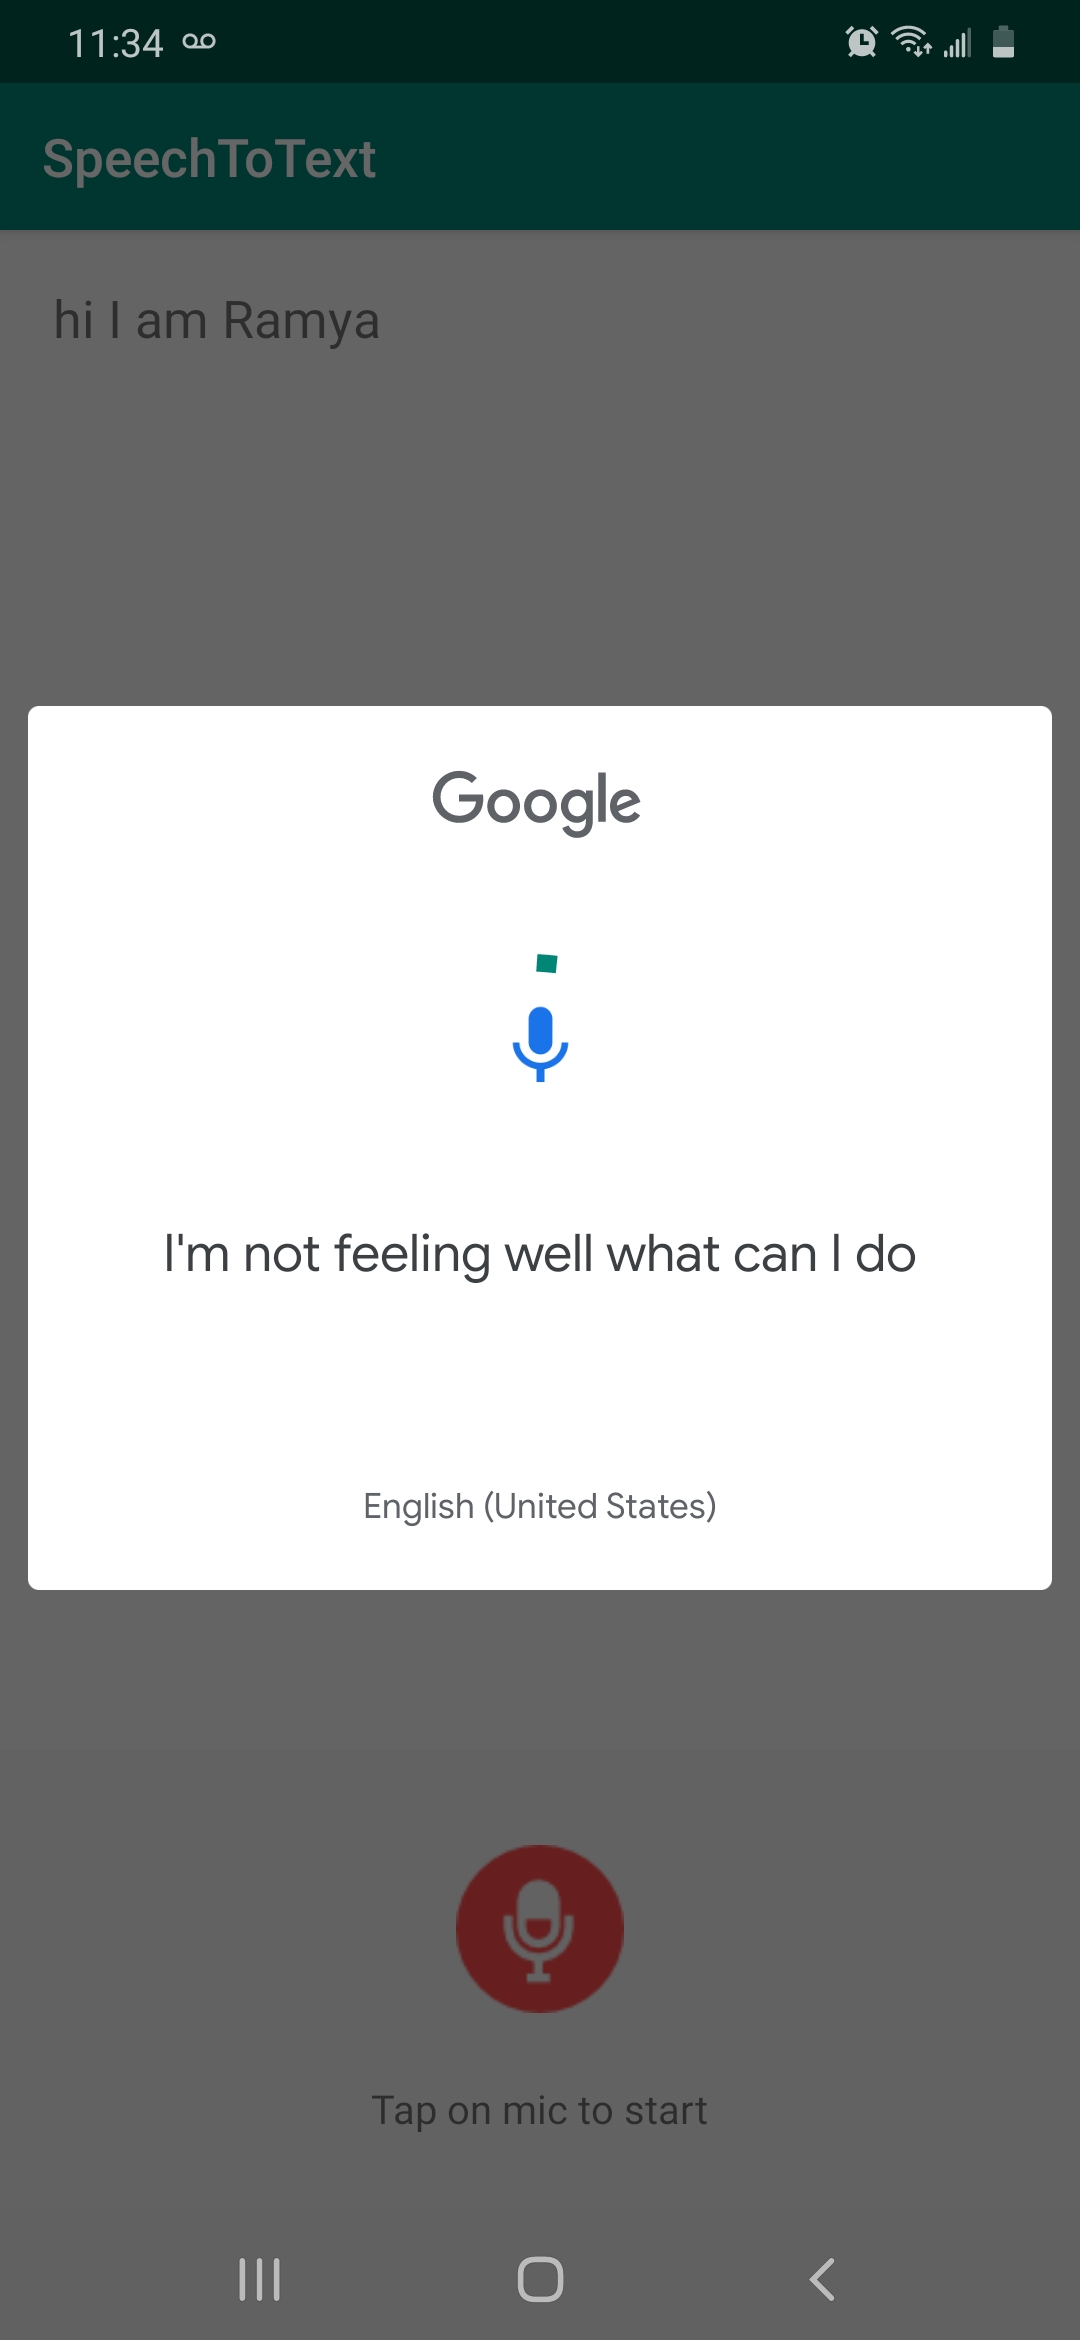 11:34
SpeechToText
hi I am Ramya
Google
I'm not feeling well what can I do
English (United States)
Tap on mic to start